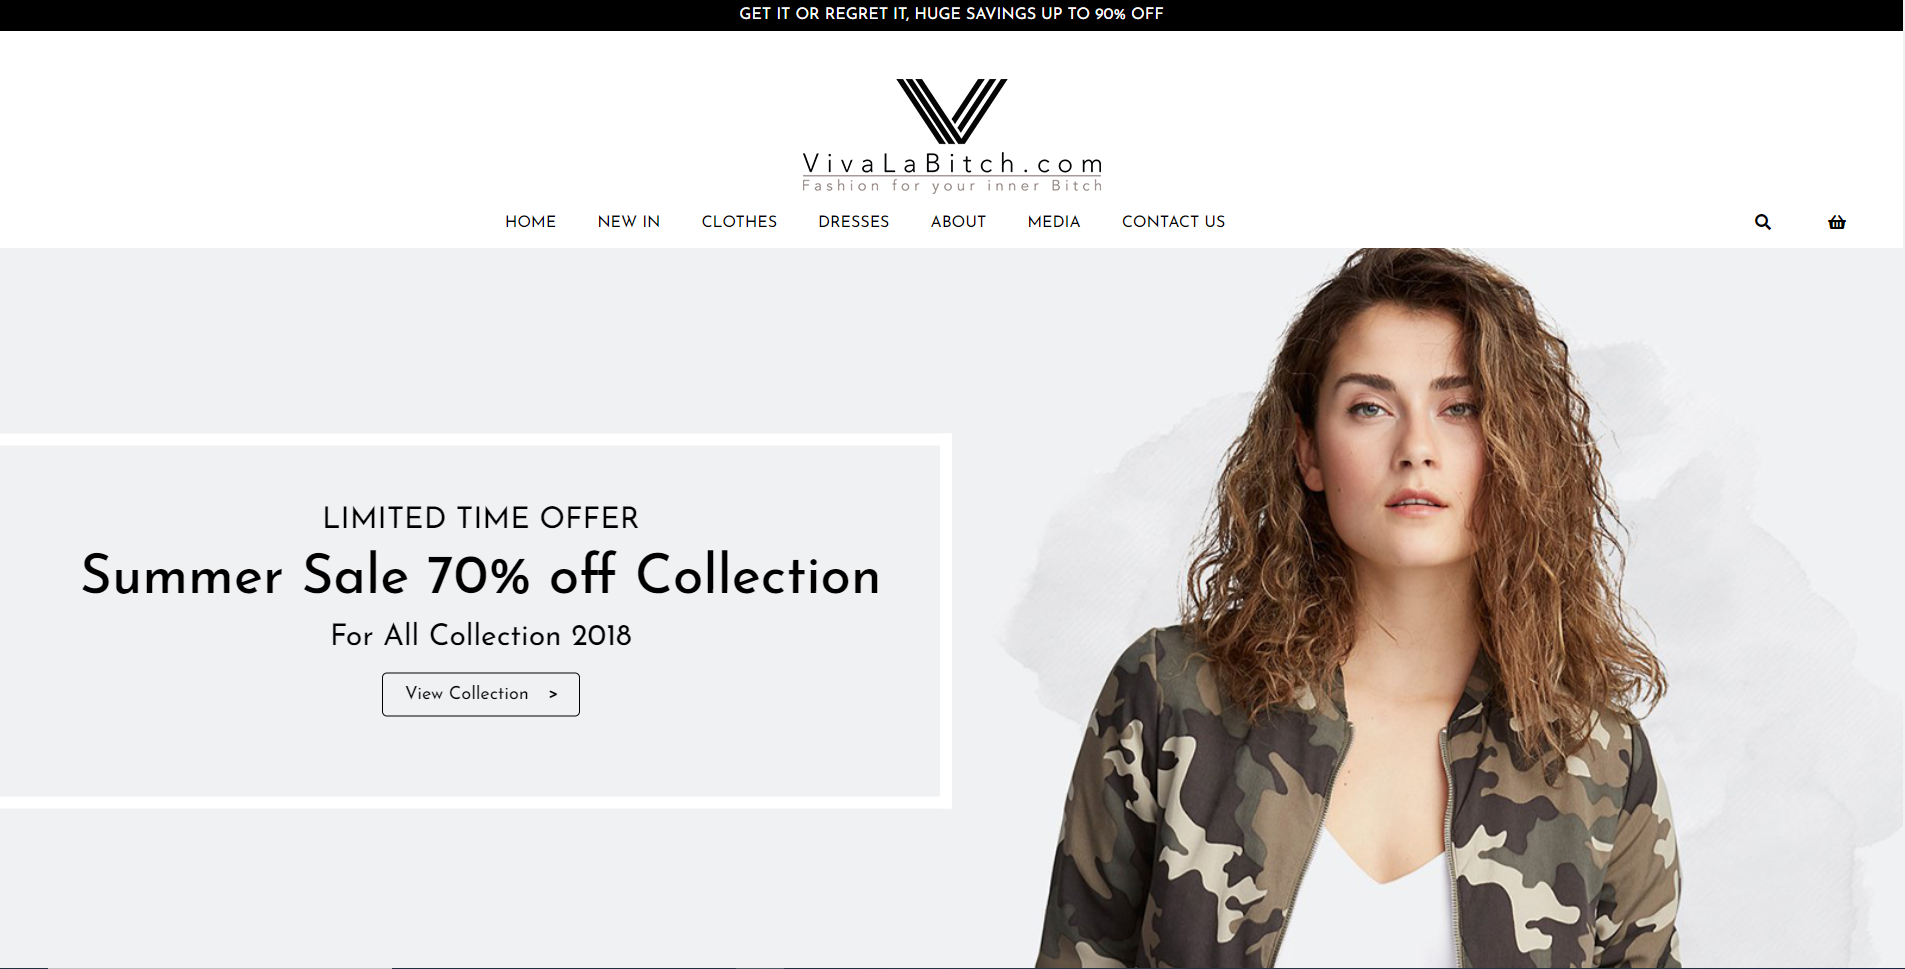 GET IT OR REGRET IT, HUGE SAVINGS UP TO 90% OFF
VivaLaBitch.com
Fashion for your inner Bitch
HOME NEW IN CLOTHES DRESSES ABOUT MEDIA CONTACT US
LIMITED TIME OFFER
Summer Sale 70% off Collection
For All Collection 2018
View Collection >